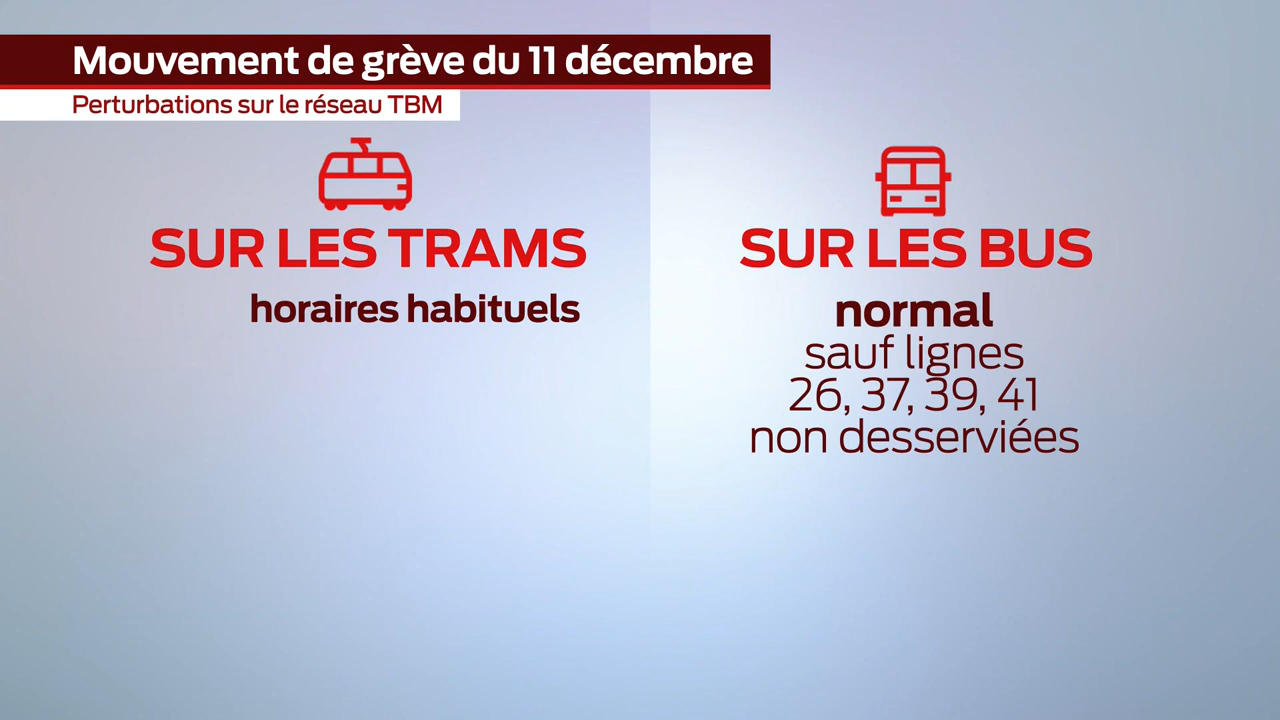 Mouvement de grève du 11 décembre
Perturbations sur le réseau TBM
SUR LES TRAMS
horaires habituels
SUR LES BUS
normal
sauf lignes
26, 37, 39, 41
non desserviées